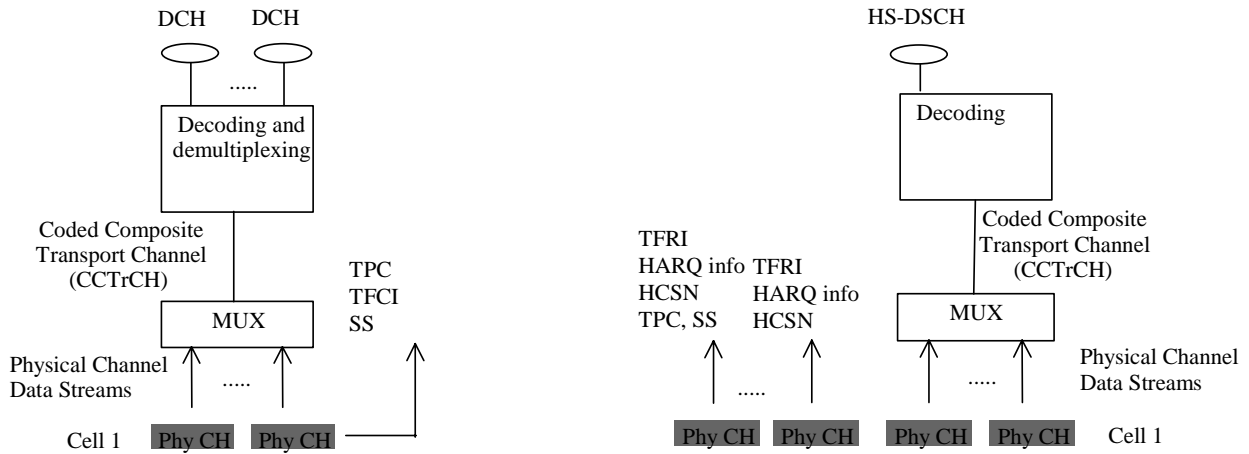 DCH DCH
.....
Decoding and
demultiplexing
Coded Composite
Transport Channel
(CCTrCH)
TPC
TFCI
SS
MUX
Physical Channel
Data Streams
.....
Cell 1 Phy CH Phy CH
HS-DSCH
Decoding
Coded Composite
Transport Channel
(CCTrCH)
TFRI
HARQ info
HCSN
TPC, SS
TFRI
HARQ info
HCSN
MUX
Physical Channel
Data Streams
.....
.....
Phy CH Phy CH Phy CH Phy CH Cell 1